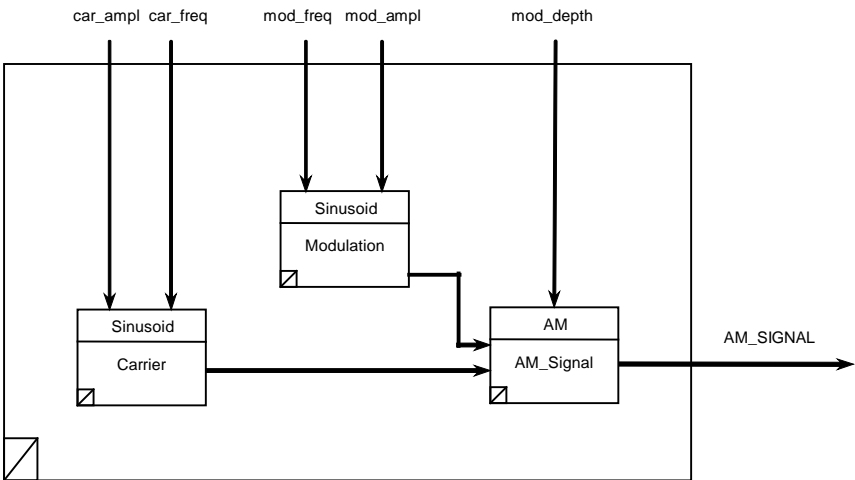 car_ampl car_freq mod_freq mod_ampl mod_depth
Sinusoid
Modulation
Sinusoid
Carrier
AM
AM_Signal
AM_SIGNAL